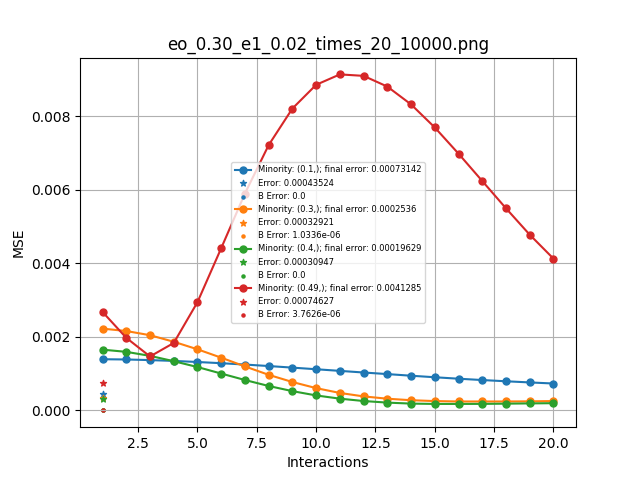 eo_0.30_e1_0.02_times_20_10000.png
MSE
0.008
0.006
0.004
0.002
0.000
Minority: (0.1,); final error: 0.00073142
Error: 0.00043524
B Error: 0.0
Minority: (0.3,); final error: 0.0002536
Error: 0.00032921
B Error: 1.0336e-06
Minority: (0.4,); final error: 0.00019629
Error: 0.00030947
B Error: 0.0
Minority: (0.49,); final error: 0.0041285
Error: 0.00074627
B Error: 3.7626e-06
2.5 5.0 7.5 10.0 12.5 15.0 17.5 20.0
Interactions